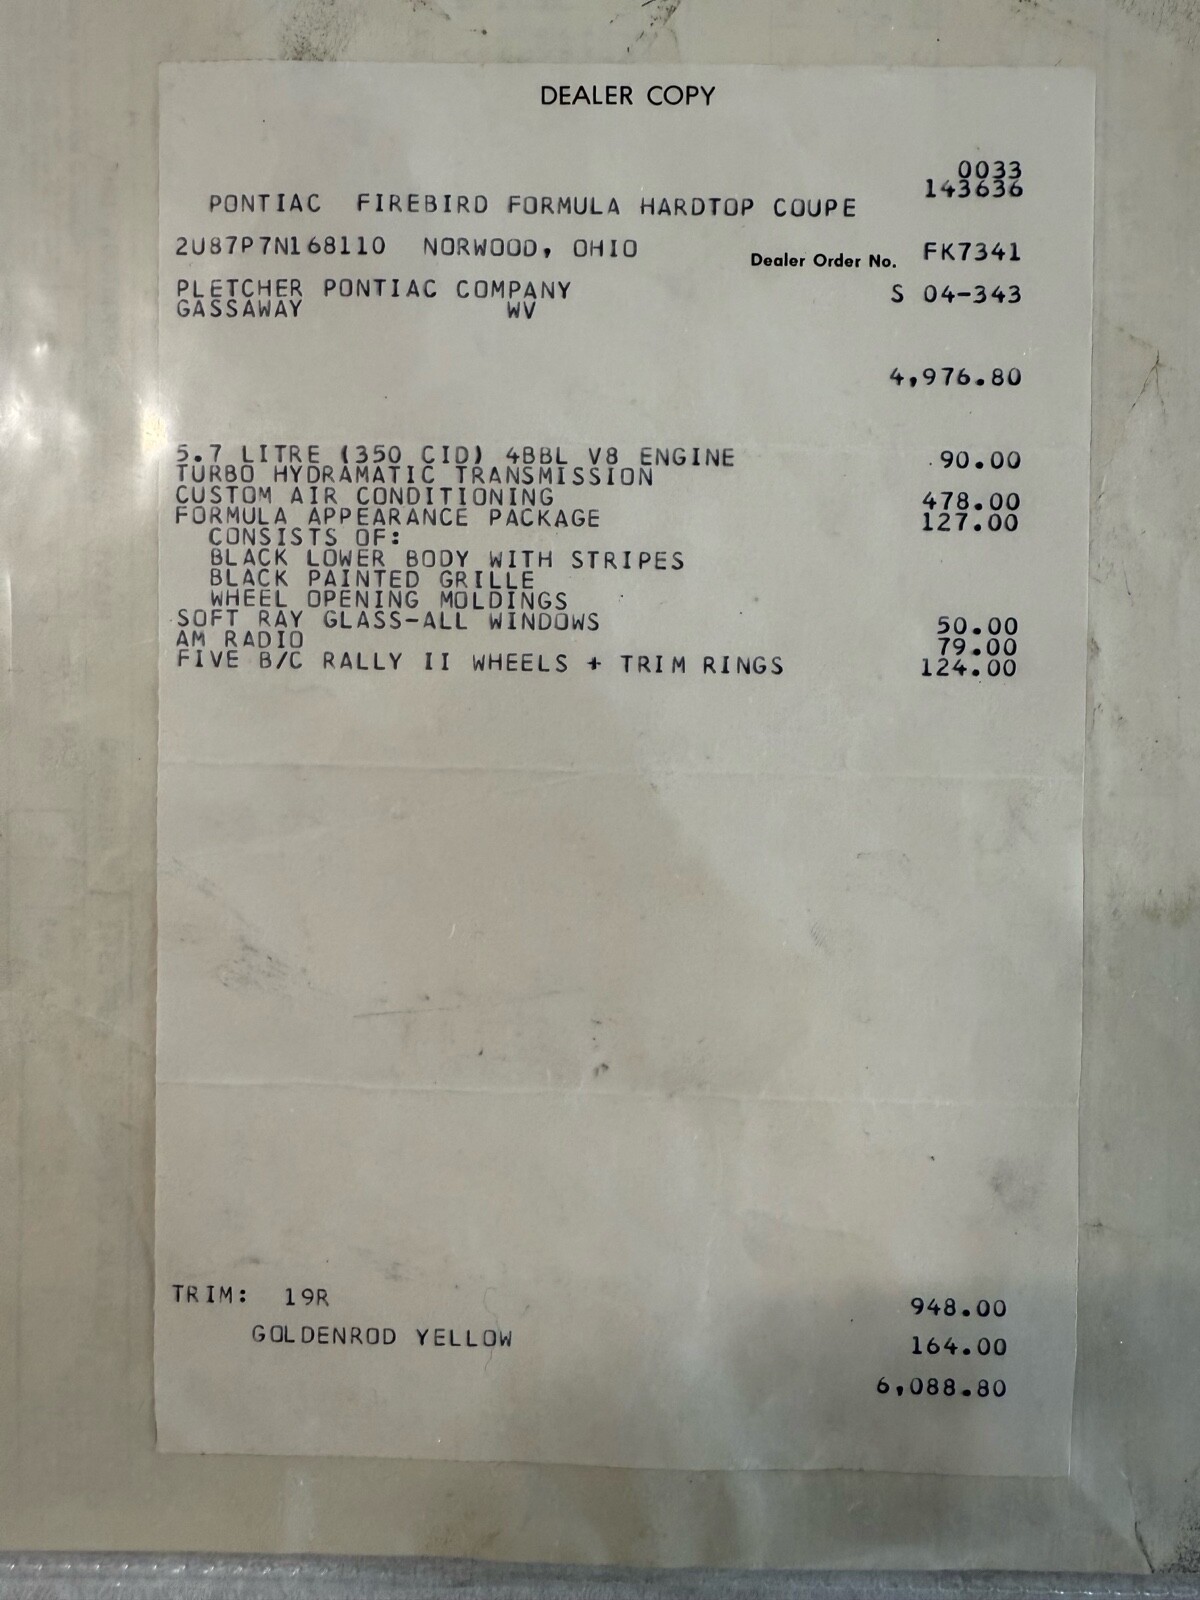 DEALER COPY
0033
143636
PONTIAC FIREBIRD FORMULA HARDTOP COUPE
2U87P7N168110 NORWOOD, OHIO Dealer Order No. FK7341
PLETCHER PONTIAC COMPANY S 04-343
GASSAWAY WV
4,976.80
5.7 LITRE (350 CID) 4BBL V8 ENGINE 90.00
TURBO HYDRAMATIC TRANSMISSION
CUSTOM AIR CONDITIONING 478.00
FORMULA APPEARANCE PACKAGE 127.00
CONSISTS OF:
BLACK LOWER BODY WITH STRIPES
BLACK PAINTED GRILLE
WHEEL OPENING MOLDINGS
SOFT RAY GLASS-ALL WINDOWS 50.00
AM RADIO 79.00
FIVE B/C RALLY II WHEELS + TRIM RINGS 124.00
TRIM: 19R 948.00
GOLDENROD YELLOW 164.00
6,088.80